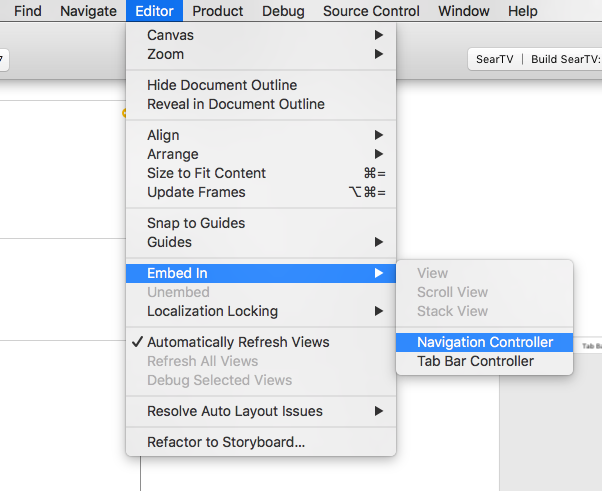 Find Navigate Editor Product Debug Source Control Window Help
SearTV | Build SearTV:
Canvas
Zoom
Hide Document Outline
Reveal in Document Outline
Align
Arrange
Size to Fit Content ⌘=
Update Frames ⌥⌘=
Snap to Guides
Guides
Embed In
View
Unembed
Scroll View
Localization Locking
Stack View
✓ Automatically Refresh Views
Navigation Controller
Tab Ba
Refresh All Views
Tab Bar Controller
Debug Selected Views
Resolve Auto Layout Issues
Refactor to Storyboard...